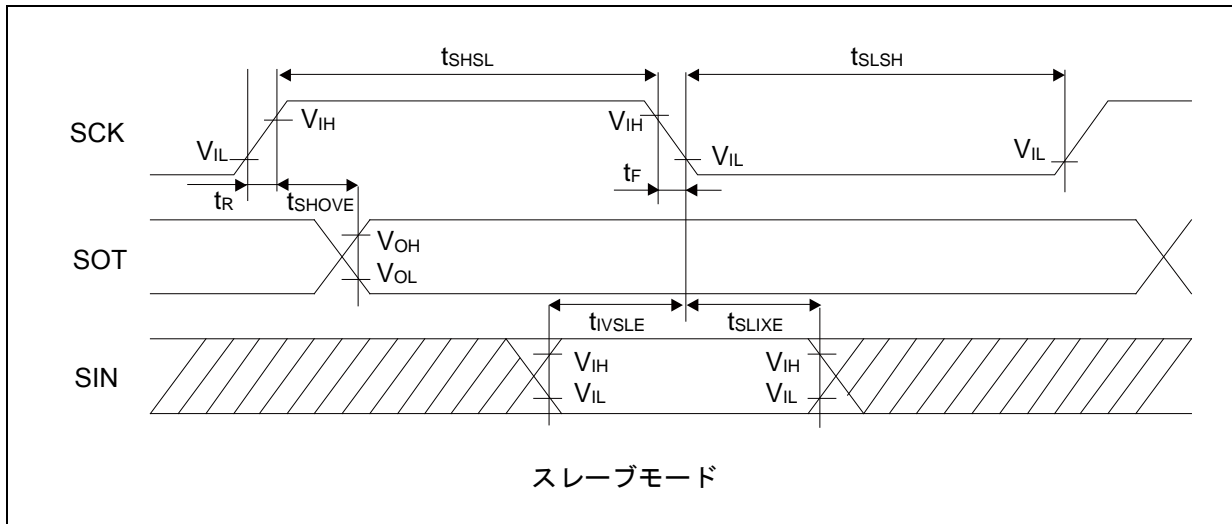 tSHSL tSLSH
SCK VIH VIH
VIL VIL VIL
tR tSHOVE tF
SOT VOH
VOL
tIVSLE tSLIXE
SIN VIH VIH
VIL VIL
スレーブモード